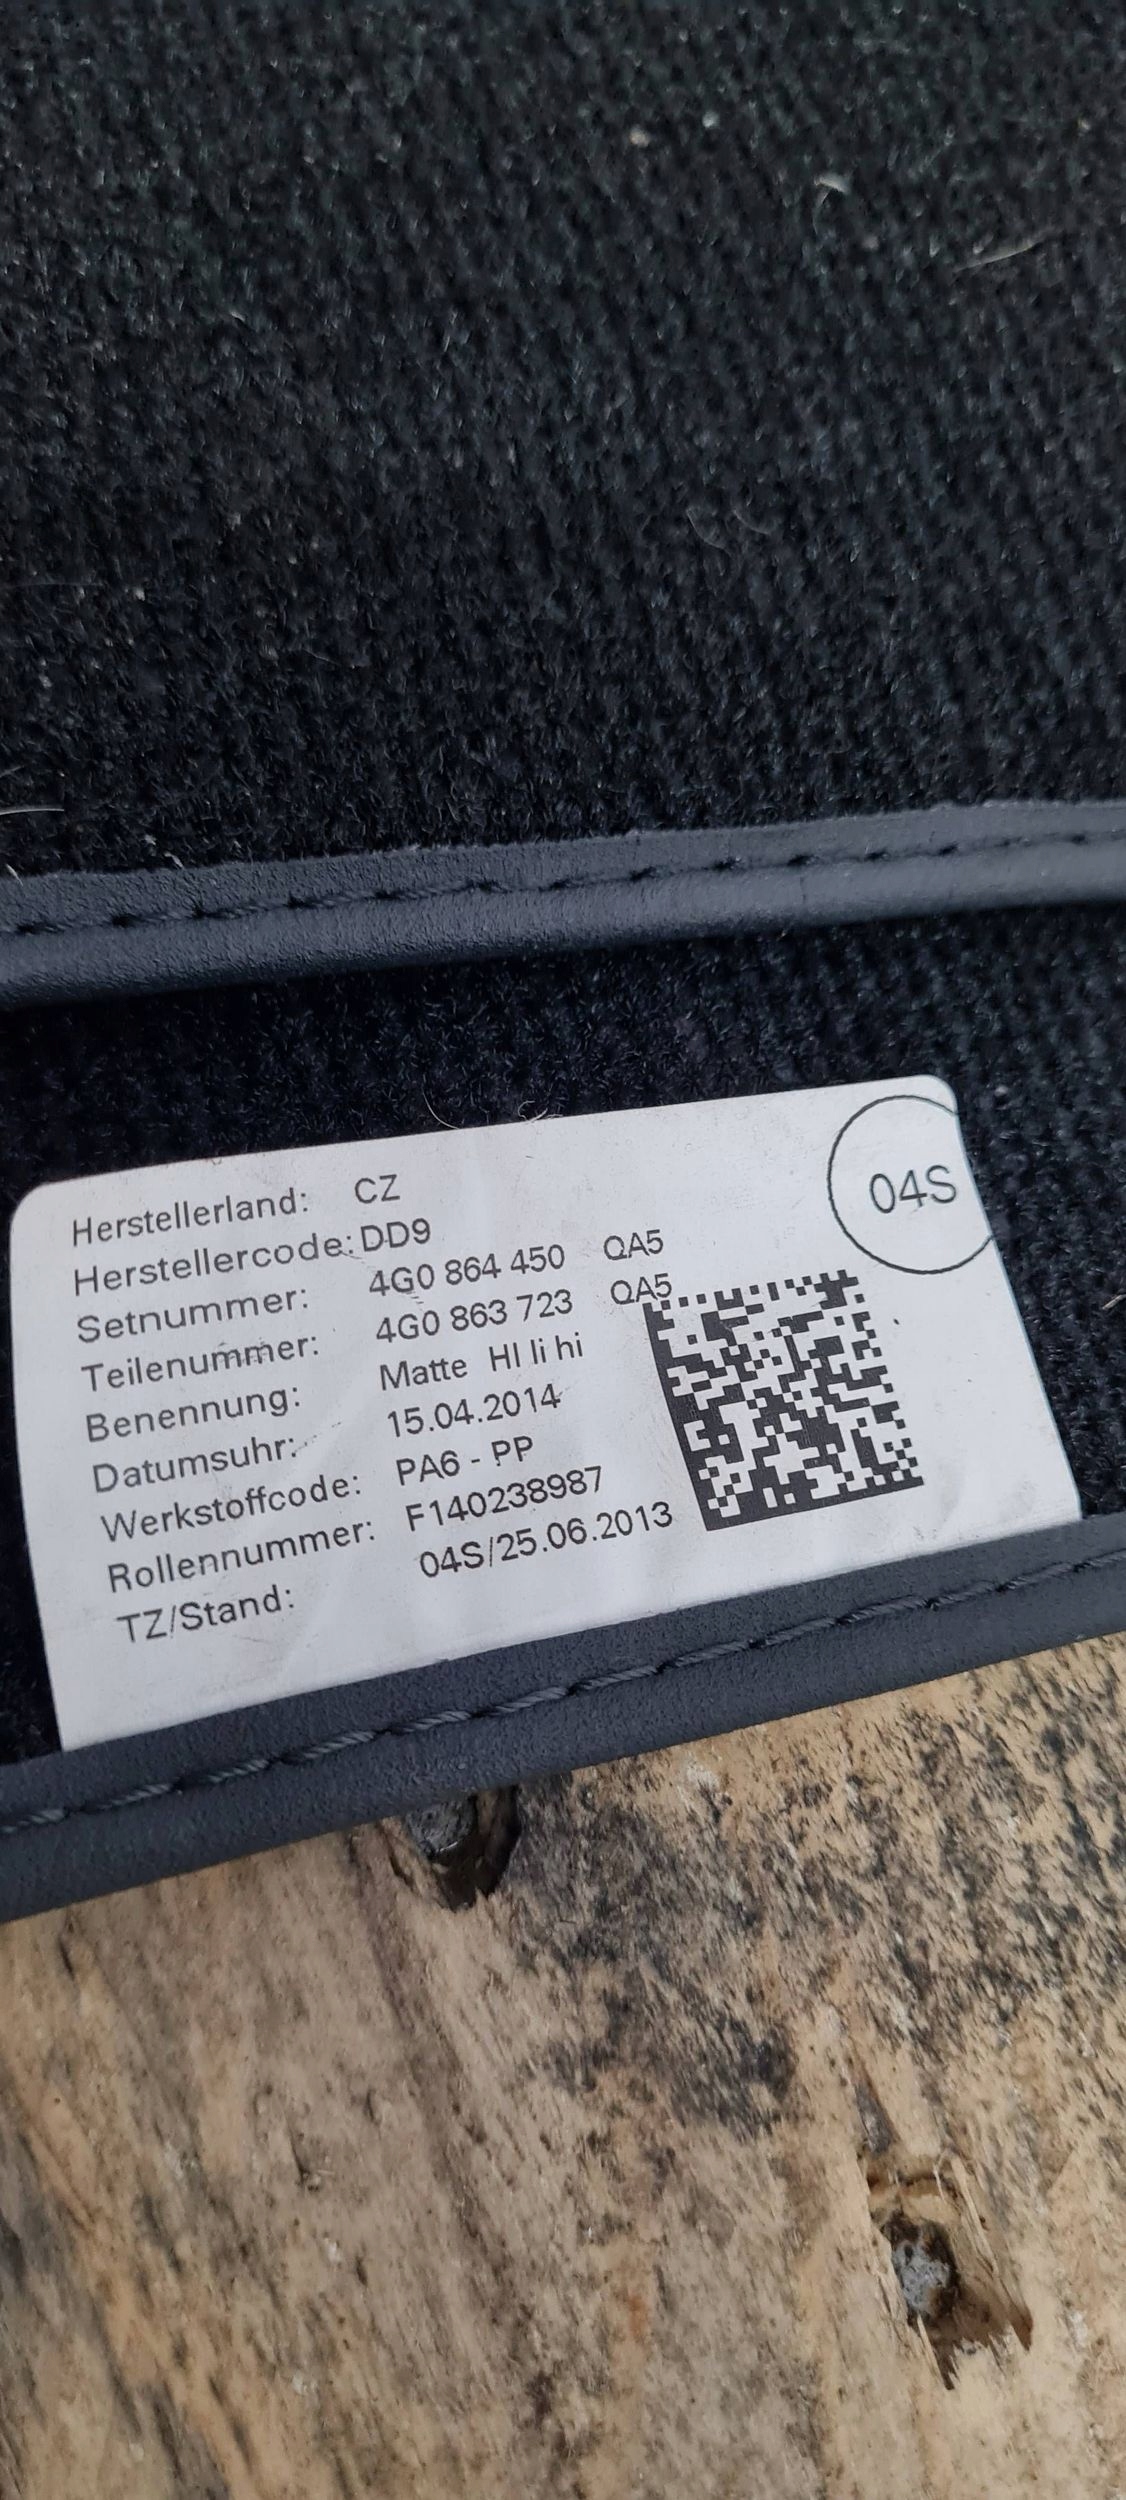 04S
Herstellerland: CZ
Herstellercode: DD9
Setnummer: 4G0 864 450 QA5
Teilenummer: 4G0 863 723 QA5
Benennung: Matte Hl li hi
Datumsuhr: 15.04.2014
Werkstoffcode: PA6 - PP
Rollennummer: F140238987
TZ/Stand: 04S/25.06.2013